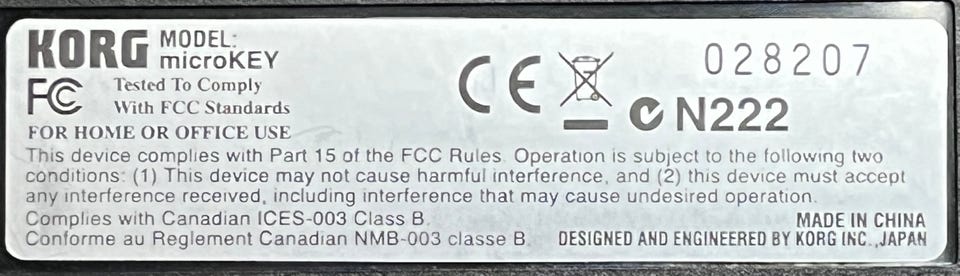 KORG MODEL: microKEY
028207
FC Tested To Comply
With FCC Standards
CE
N222
FOR HOME OR OFFICE USE
This device complies with Part 15 of the FCC Rules. Operation is subject to the following two
conditions: (1) This device may not cause harmful interference, and (2) this device must accept
any interference received, including interference that may cause undesired operation.
Complies with Canadian ICES-003 Class B.
MADE IN CHINA
Conforme au Reglement Canadian NMB-003 classe B.
DESIGNED AND ENGINEERED BY KORG INC.,JAPAN